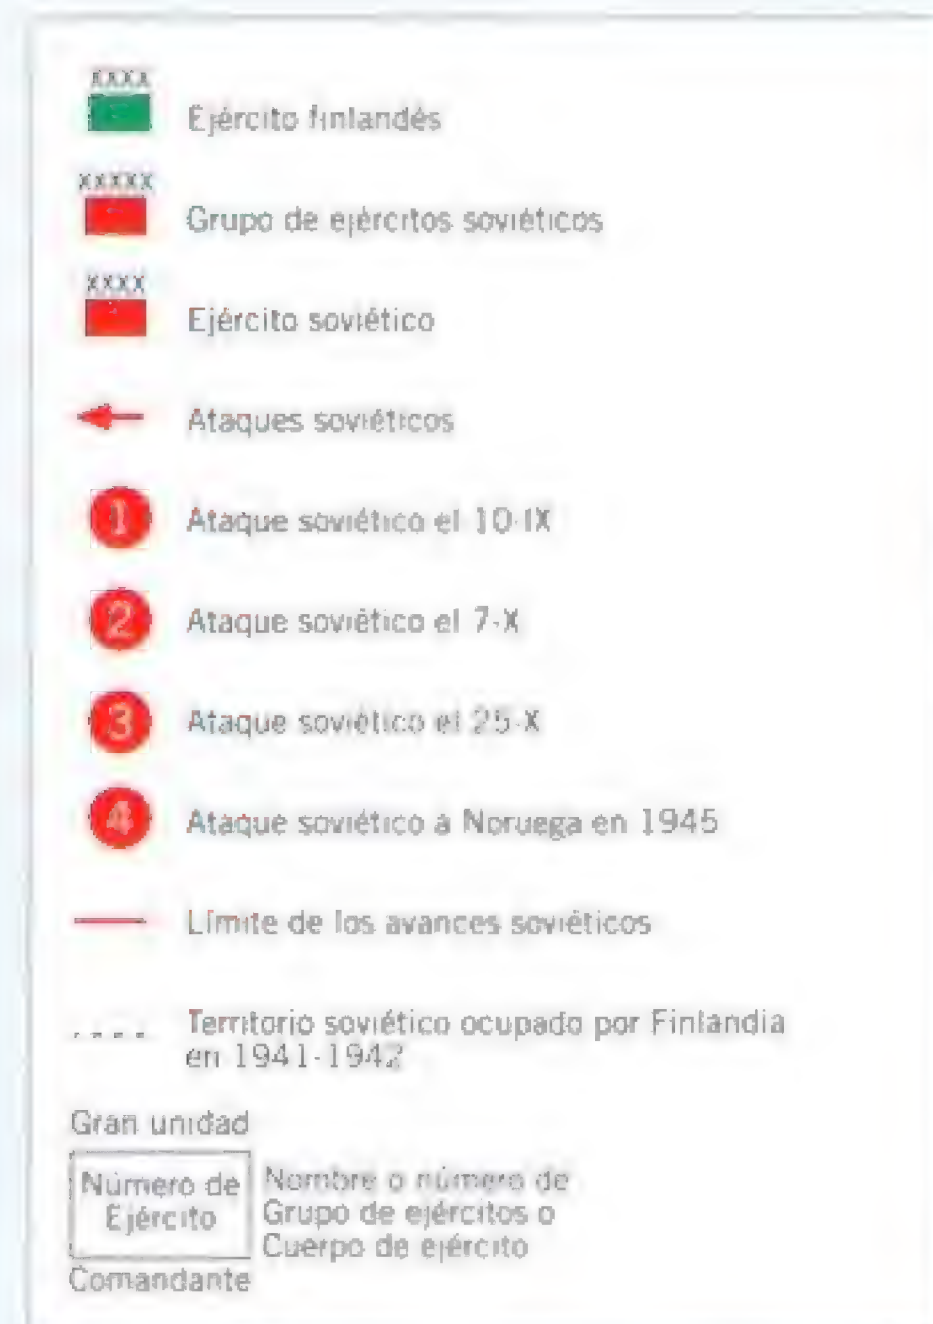 XXXX
Ejército finlandés
XXXXX
Grupo de ejércitos soviéticos
XXXX
Ejército soviético
Ataques soviéticos
1 Ataque soviético el 10-IX
2 Ataque soviético el 7-X
3 Ataque soviético el 25-X
4 Ataque soviético a Noruega en 1945
Límite de los avances soviéticos
Territorio soviético ocupado por Finlandia
en 1941-1942
Gran unidad
Número de
Ejército
Nombre o número de
Grupo de ejércitos o
Cuerpo de ejército
Comandante